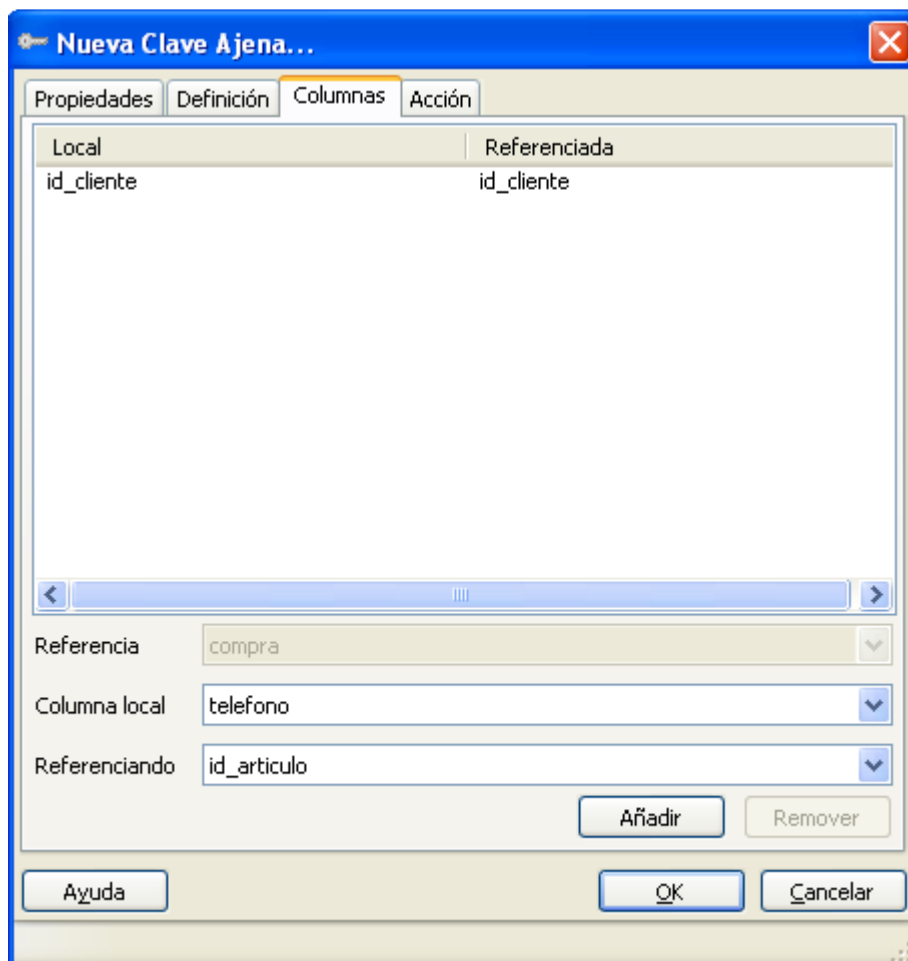 Nueva Clave Ajena...
Propiedades Definición Columnas Acción
Local Referenciada
id_cliente id_cliente
Referencia compra
Columna local telefono
Referenciando id_articulo
Añadir Remover
Ayuda OK Cancelar